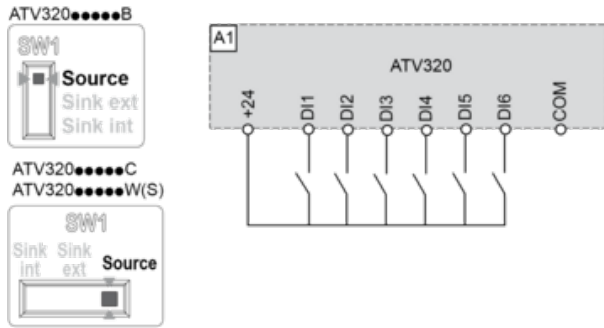 ATV320●●●●●B
SW1
Source
Sink ext
Sink int
ATV320●●●●●C
ATV320●●●●●W(S)
SW1
Sink int
Sink ext
Source
A1
ATV320
+24
DI1
DI2
DI3
DI4
DI5
DI6
COM